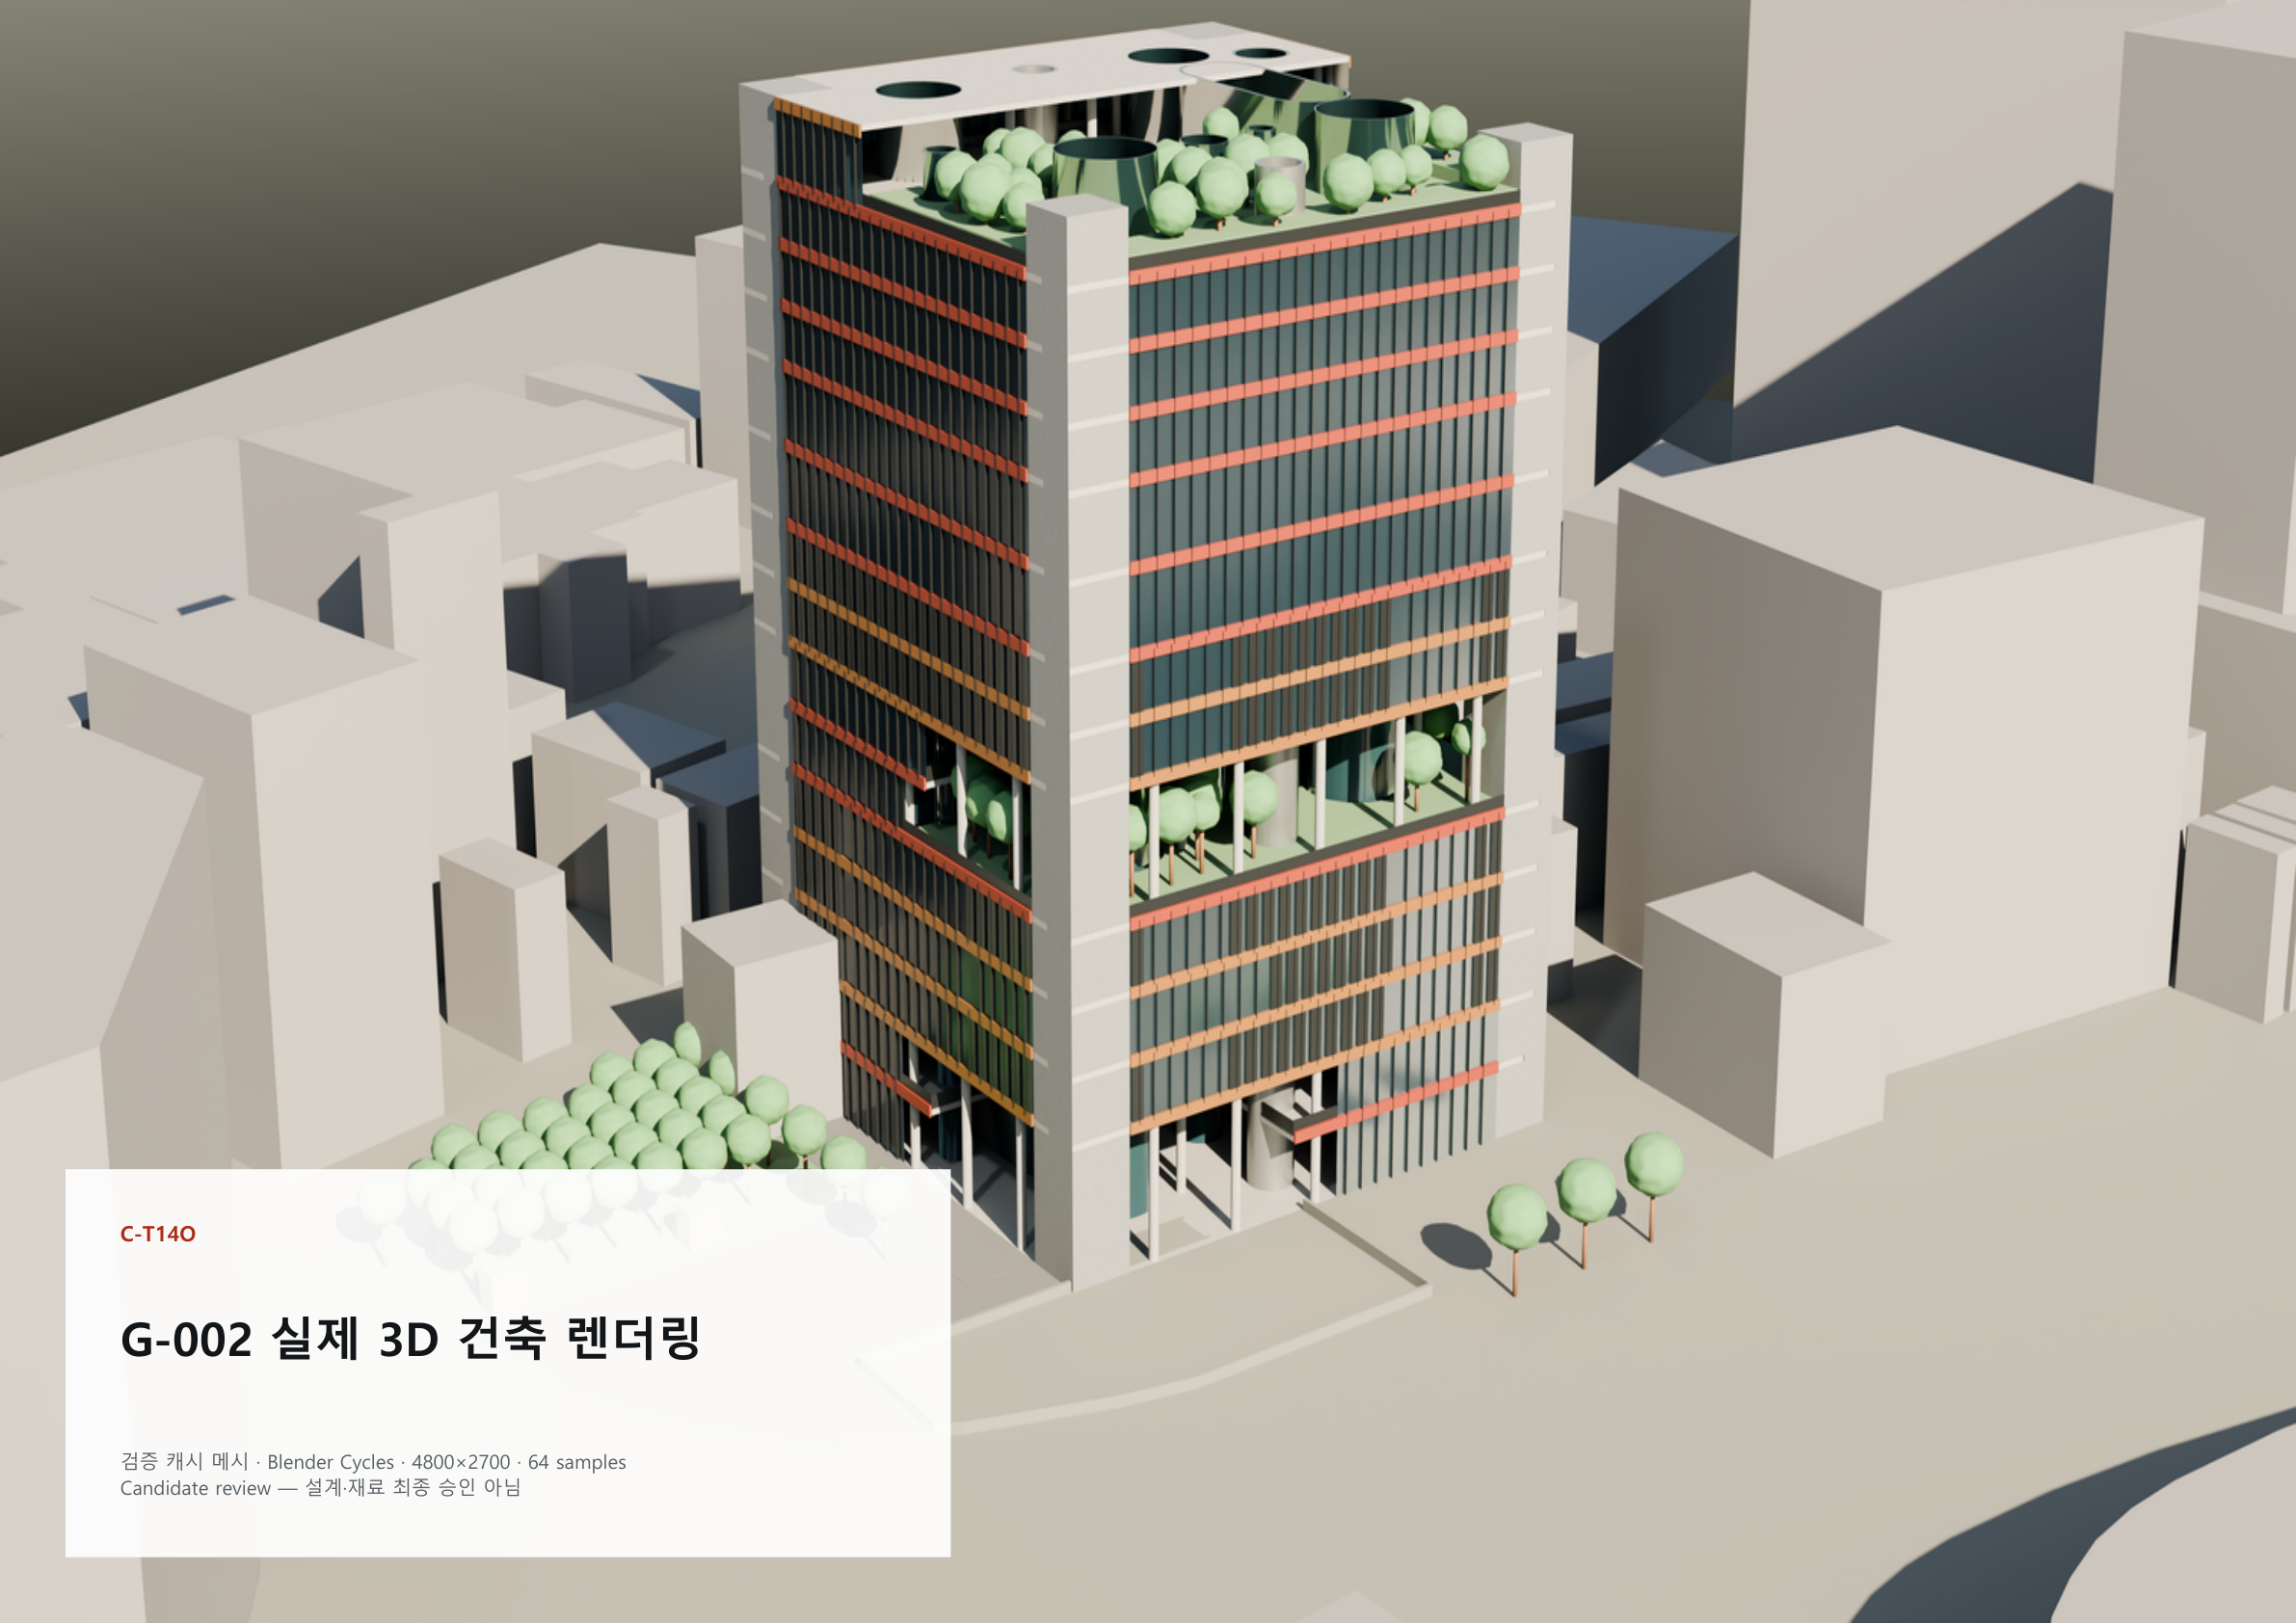 C-T14O
G-002 실제 3D 건축 렌더링
검증 캐시 메시 · Blender Cycles · 4800×2700 · 64 samples
Candidate review — 설계·재료 최종 승인 아님